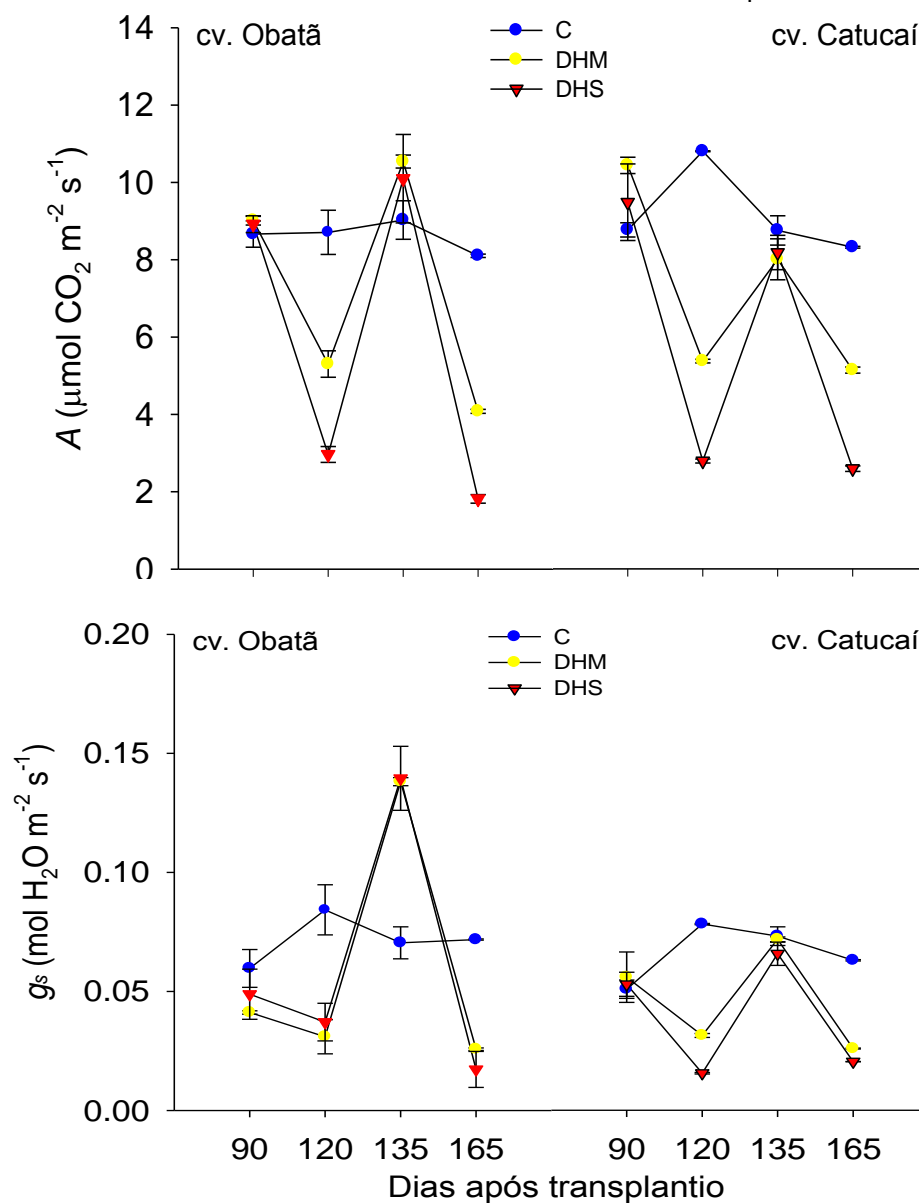 cv. Obatã
C
DHM
DHS
cv. Catucaí
A (μmol CO2 m-2 s-1)
14
12
10
8
6
4
2
0
cv. Obatã
C
DHM
DHS
cv. Catucaí
gs (mol H2O m-2 s-1)
0.20
0.15
0.10
0.05
0.00
90 120 135 165 90 120 135 165
Dias após transplantio